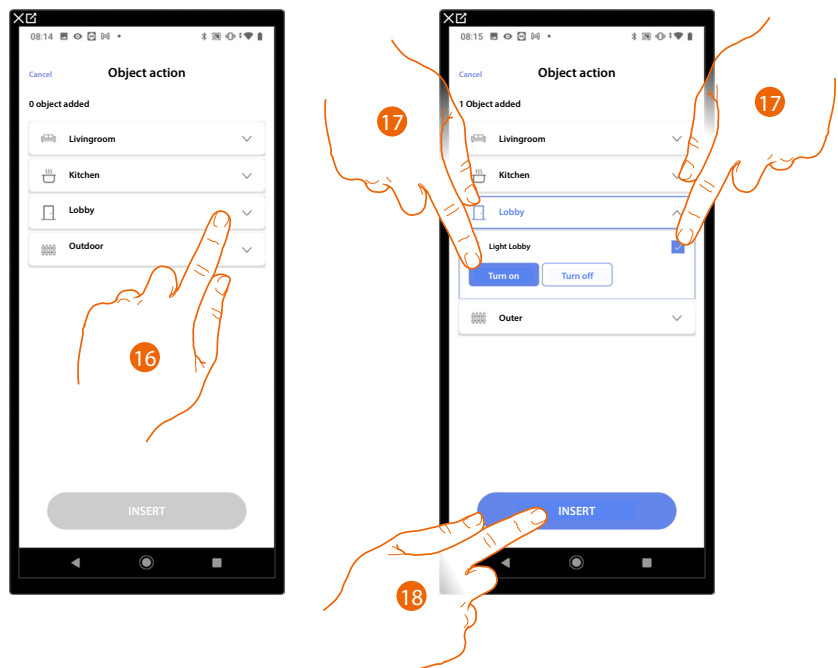 08:14
Cancel
Object action
0 object added
Livingroom
Kitchen
Lobby
Outdoor
16
INSERT
08:15
Cancel
Object action
1 Object added
17
17
Livingroom
Kitchen
Lobby
Light Lobby
Turn on
Turn off
Outer
INSERT
18